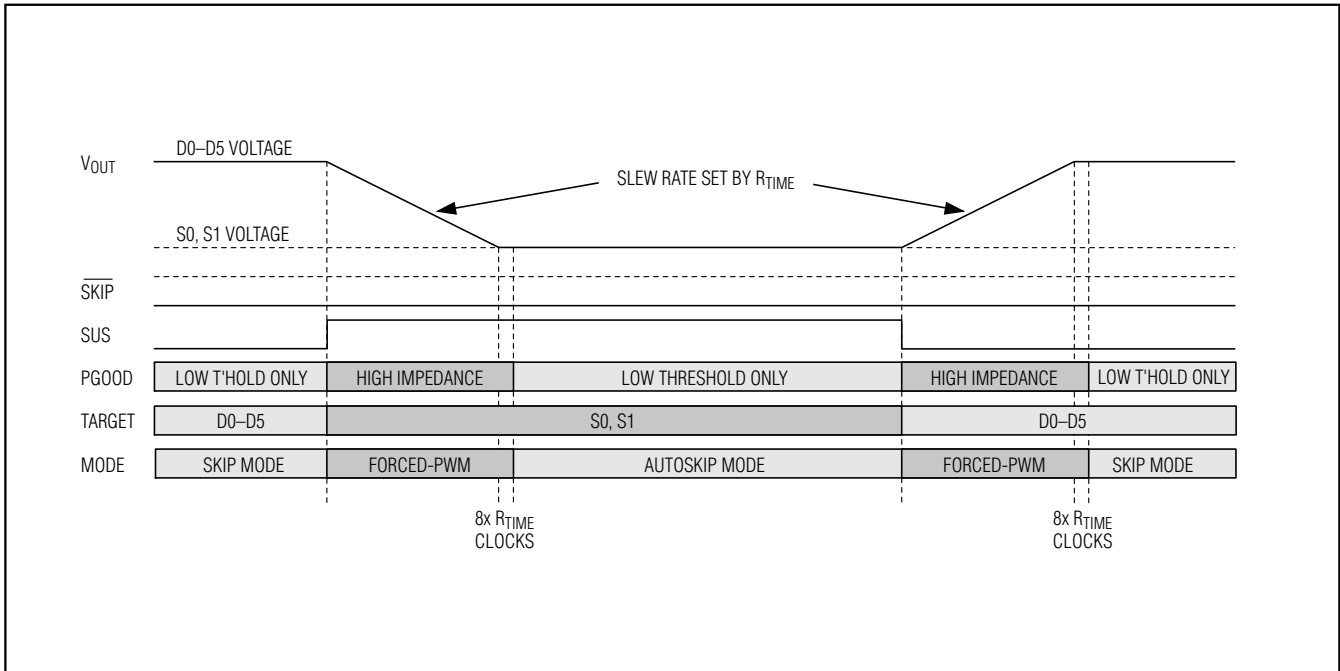 D0–D5 VOLTAGE
VOUT
SLEW RATE SET BY RTIME
S0, S1 VOLTAGE
SKIP
SUS
PGOOD LOW T'HOLD ONLY HIGH IMPEDANCE LOW THRESHOLD ONLY HIGH IMPEDANCE LOW T'HOLD ONLY
TARGET D0–D5 S0, S1 D0–D5
MODE SKIP MODE FORCED-PWM AUTOSKIP MODE FORCED-PWM SKIP MODE
8x RTIME
CLOCKS
8x RTIME
CLOCKS